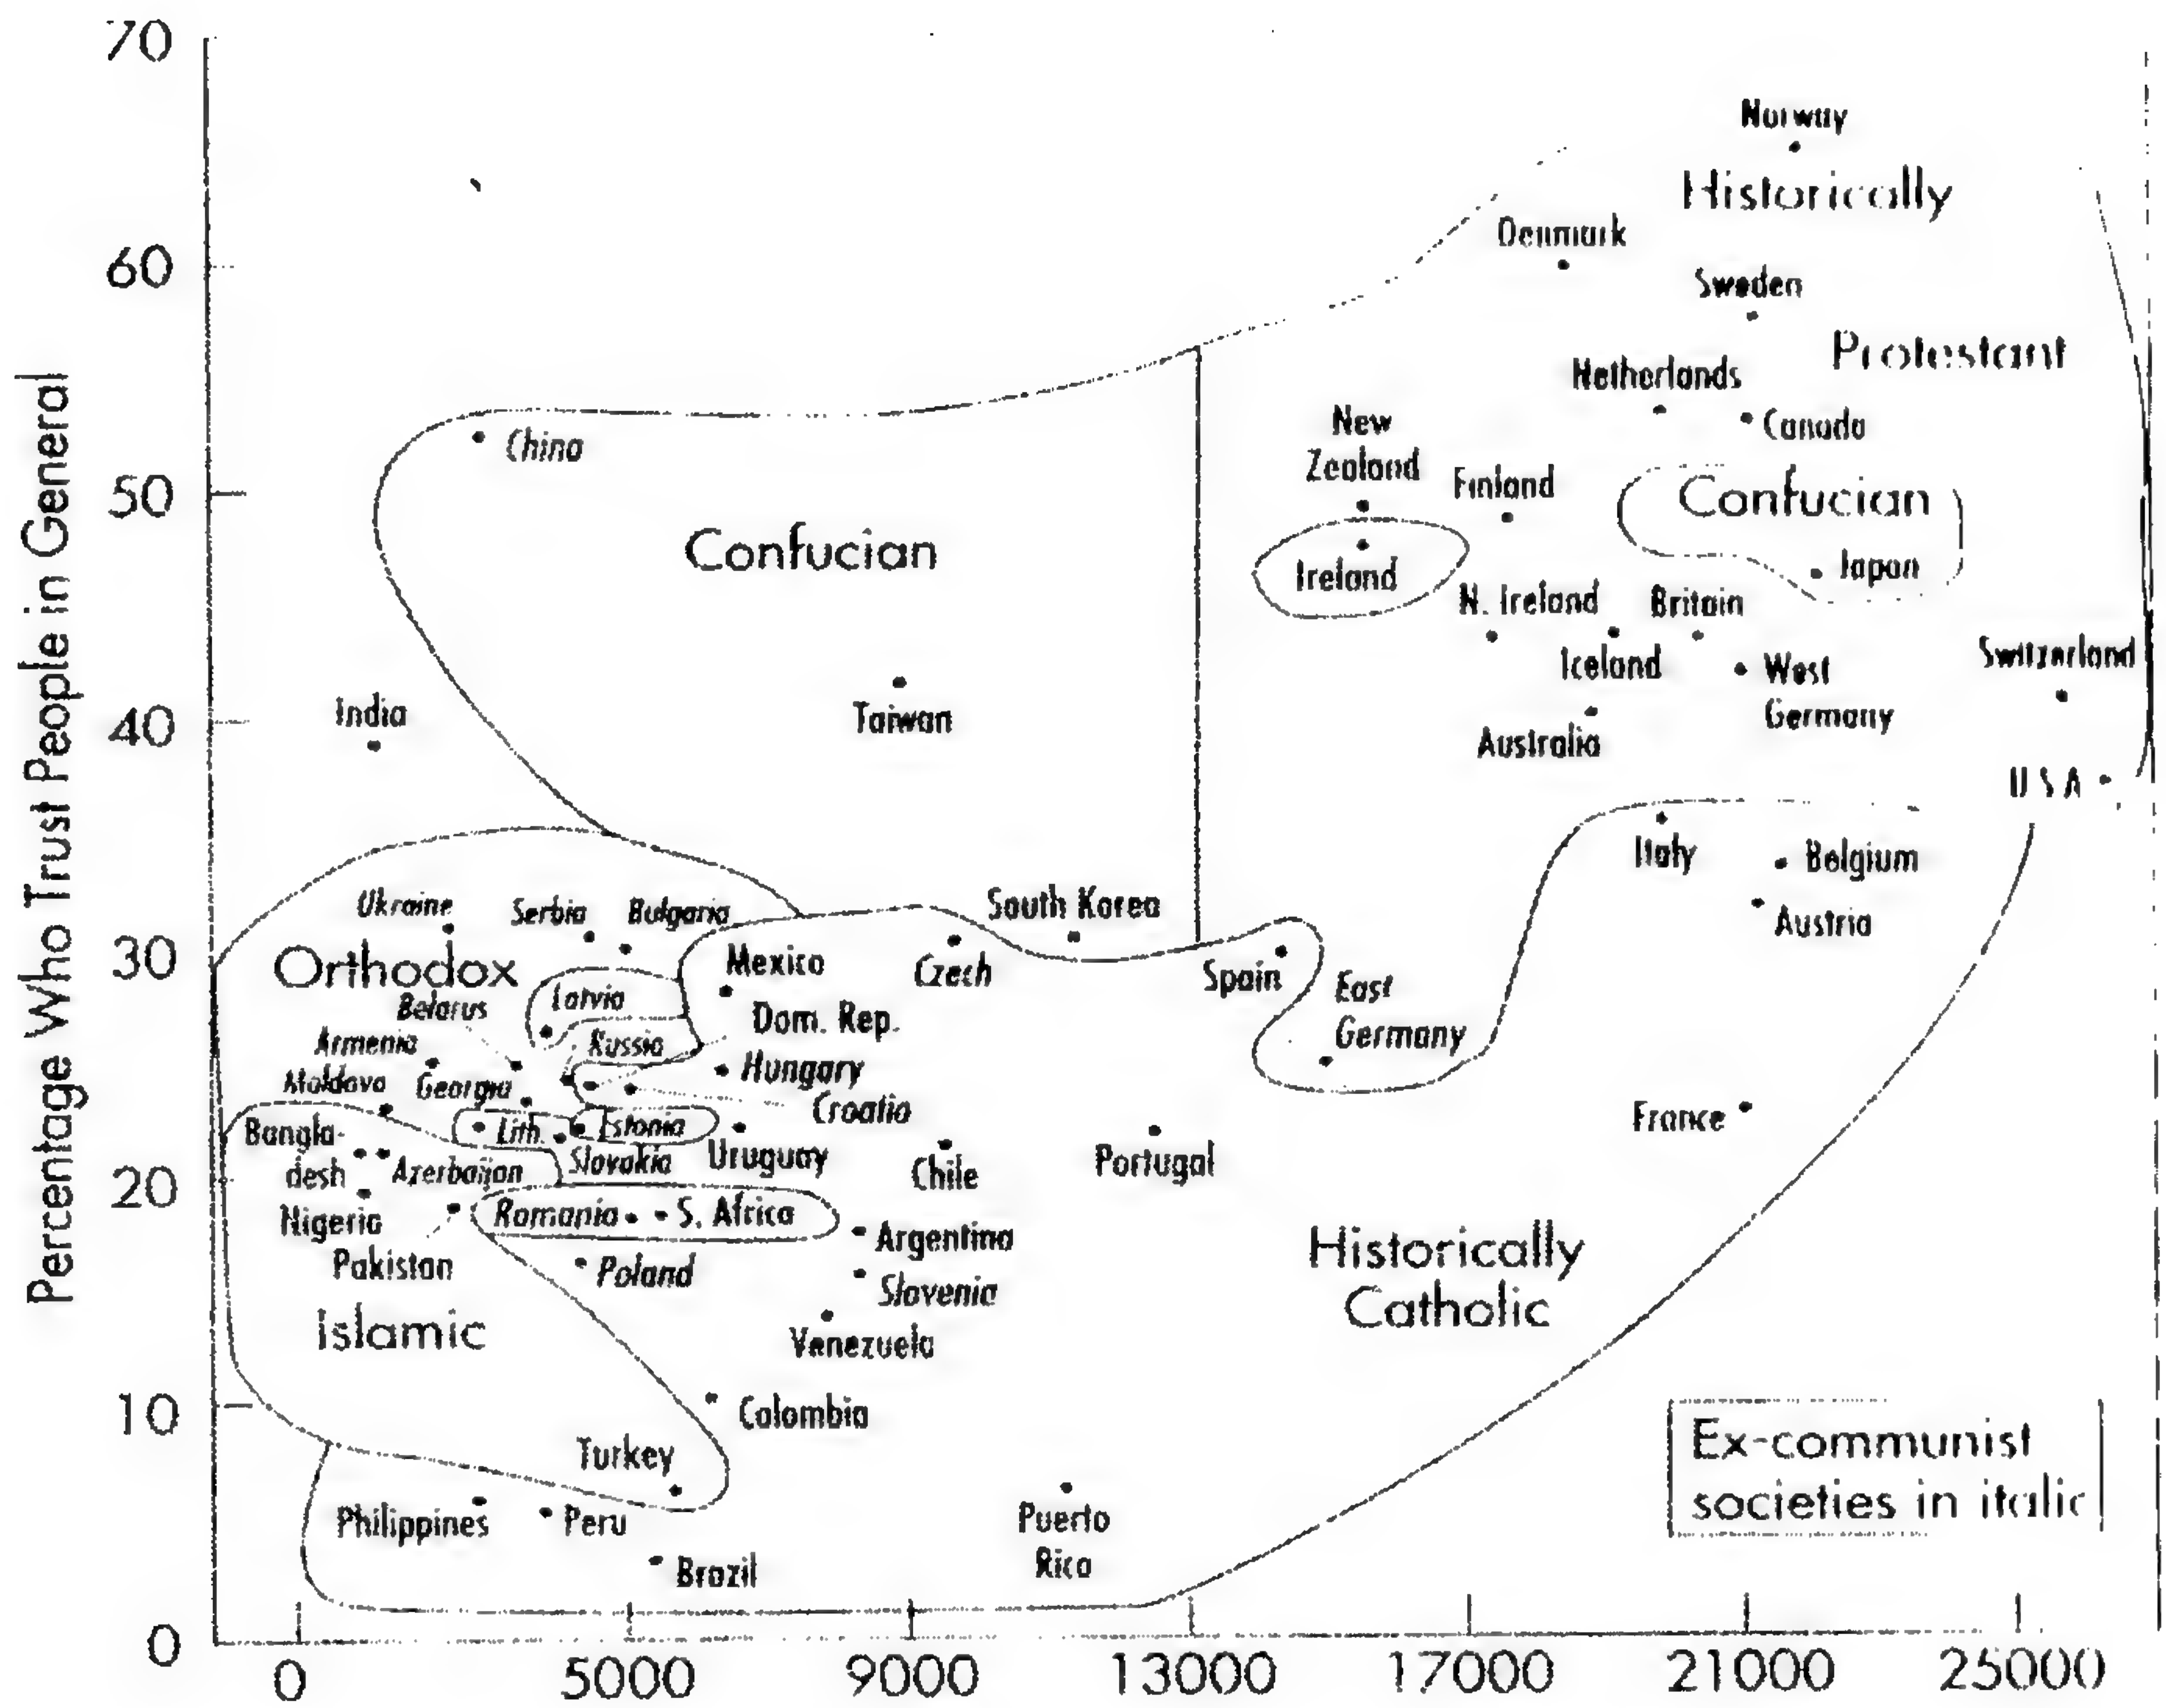 70
60
50
40
30
20
10
0
Percentage Who Trust People in General
Norway
Historically
Denmark
Sweden
Protestant
Netherlands
Canada
New
Zealand
Finland
China
Confucian
Confucian
Japan
Ireland
N. Ireland
Britain
Iceland
West
Germany
Switzerland
Taiwan
India
Australia
U S A
Italy
Belgium
Austria
Ukraine
Serbia
Bulgaria
South Korea
Orthodox
Mexico
Czech
Spain
East
Germany
Latvia
Belarus
Dom. Rep.
Russia
Armenia
Hungary
Moldova
Georgia
Croatia
France
Bangla-
desh
Lith.
Estonia
Azerbaijan
Slovakia
Uruguay
Chile
Portugal
Nigeria
Romania
S. Africa
Argentina
Pakistan
Poland
Slovenia
Historically
Catholic
Islamic
Venezuela
Colombia
Turkey
Philippines
Peru
Brazil
Puerto
Rico
Ex-communist
societies in italic
0 5000 9000 13000 17000 21000 25000